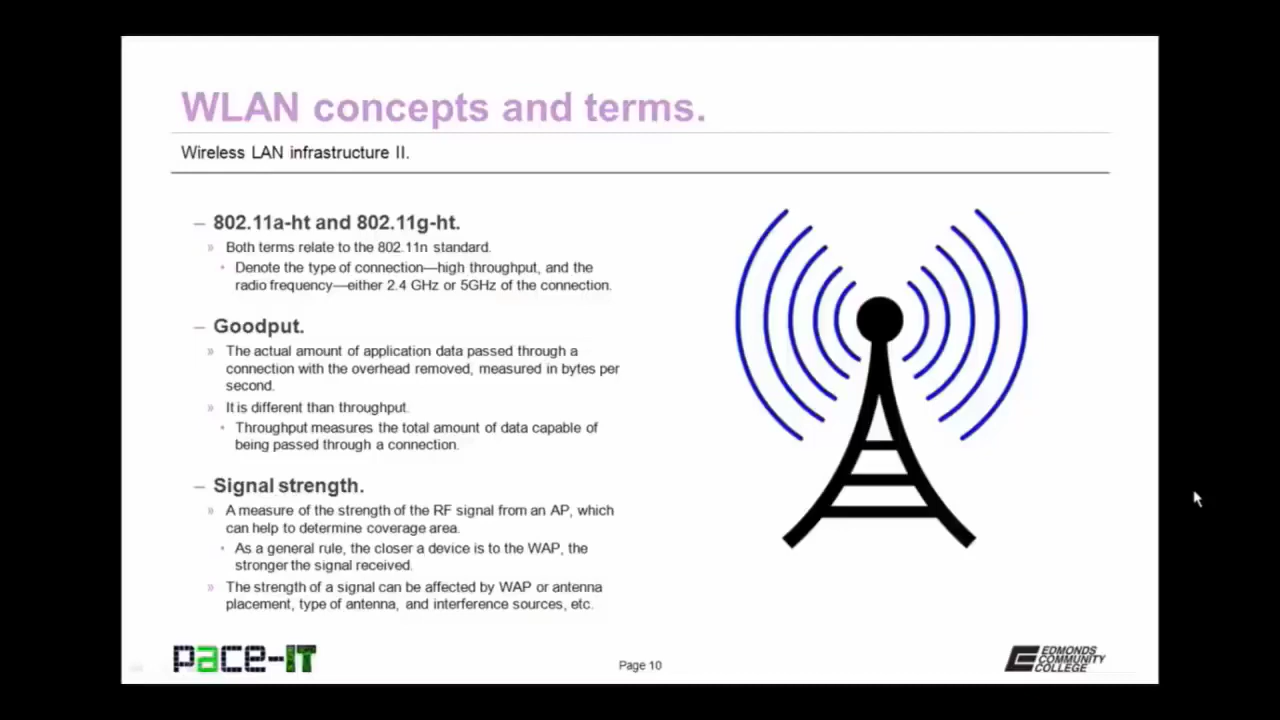 WLAN concepts and terms.
Wireless LAN infrastructure II.
– 802.11a-ht and 802.11g-ht.
» Both terms relate to the 802.11n standard.
• Denote the type of connection—high throughput, and the
radio frequency—either 2.4 GHz or 5GHz of the connection.
– Goodput.
» The actual amount of application data passed through a
connection with the overhead removed, measured in bytes per
second.
» It is different than throughput.
• Throughput measures the total amount of data capable of
being passed through a connection.
– Signal strength.
» A measure of the strength of the RF signal from an AP, which
can help to determine coverage area.
• As a general rule, the closer a device is to the WAP, the
stronger the signal received.
» The strength of a signal can be affected by WAP or antenna
placement, type of antenna, and interference sources, etc.
pace-IT
Page 10
EDMONDS
COMMUNITY
COLLEGE